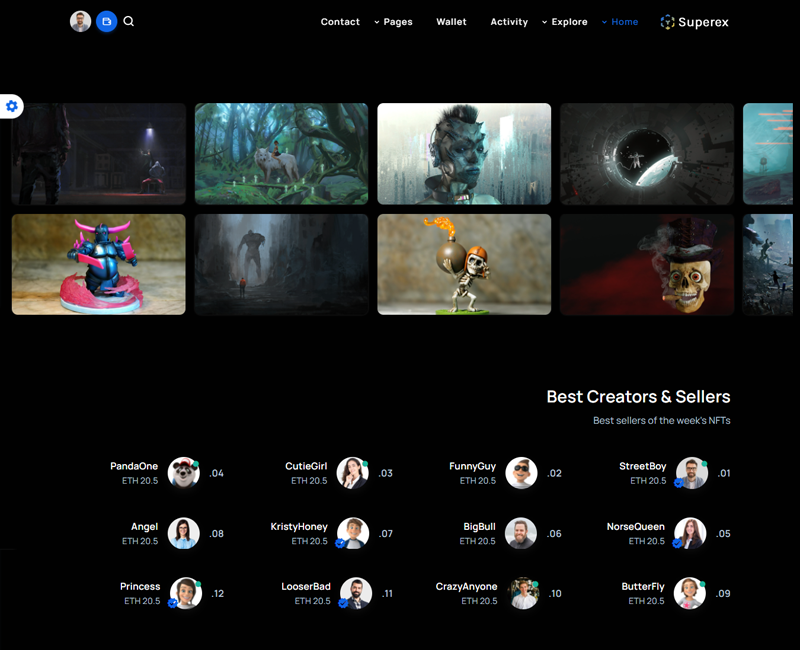 Superex
Home
Explore
Activity
Wallet
Pages
Contact
Best Creators & Sellers
Best sellers of the week's NFTs
.01
StreetBoy
ETH 20.5
.02
FunnyGuy
ETH 20.5
.03
CutieGirl
ETH 20.5
.04
PandaOne
ETH 20.5
.05
NorseQueen
ETH 20.5
.06
BigBull
ETH 20.5
.07
KristyHoney
ETH 20.5
.08
Angel
ETH 20.5
.09
ButterFly
ETH 20.5
.10
CrazyAnyone
ETH 20.5
.11
LooserBad
ETH 20.5
.12
Princess
ETH 20.5